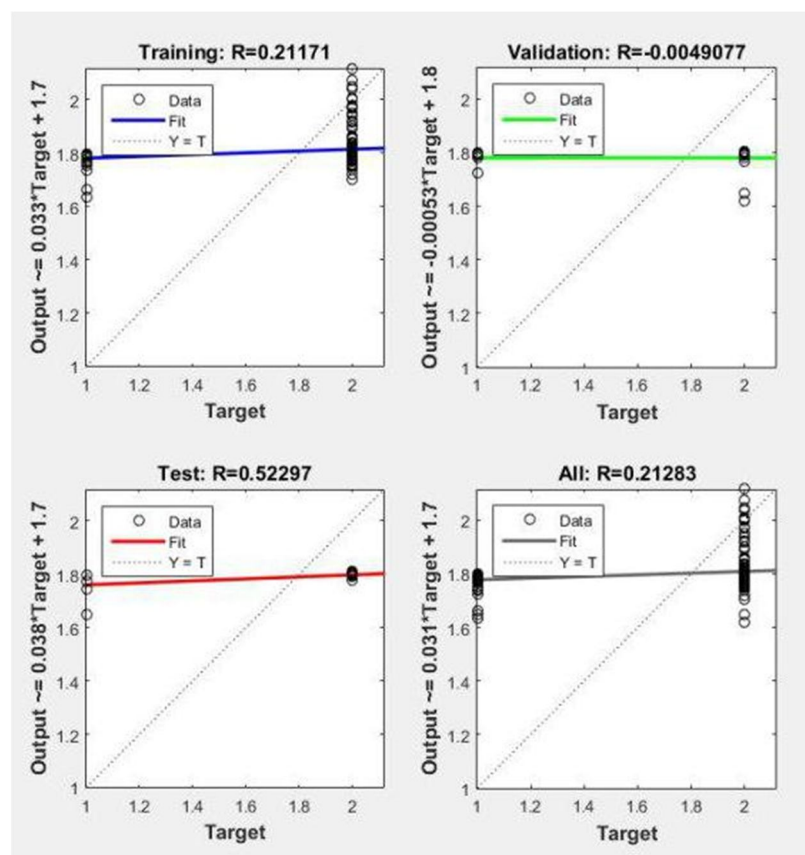 Training: R=0.21171
Data
Fit
Y = T
Output ~= 0.033*Target + 1.7
2
1.8
1.6
1.4
1.2
1
1 1.2 1.4 1.6 1.8 2
Target
Validation: R=-0.0049077
Data
Fit
Y = T
Output ~= -0.00053*Target + 1.8
2
1.8
1.6
1.4
1.2
1
1 1.2 1.4 1.6 1.8 2
Target
Test: R=0.52297
Data
Fit
Y = T
Output ~= 0.038*Target + 1.7
2
1.8
1.6
1.4
1.2
1
1 1.2 1.4 1.6 1.8 2
Target
All: R=0.21283
Data
Fit
Y = T
Output ~= 0.031*Target + 1.7
2
1.8
1.6
1.4
1.2
1
1 1.2 1.4 1.6 1.8 2
Target